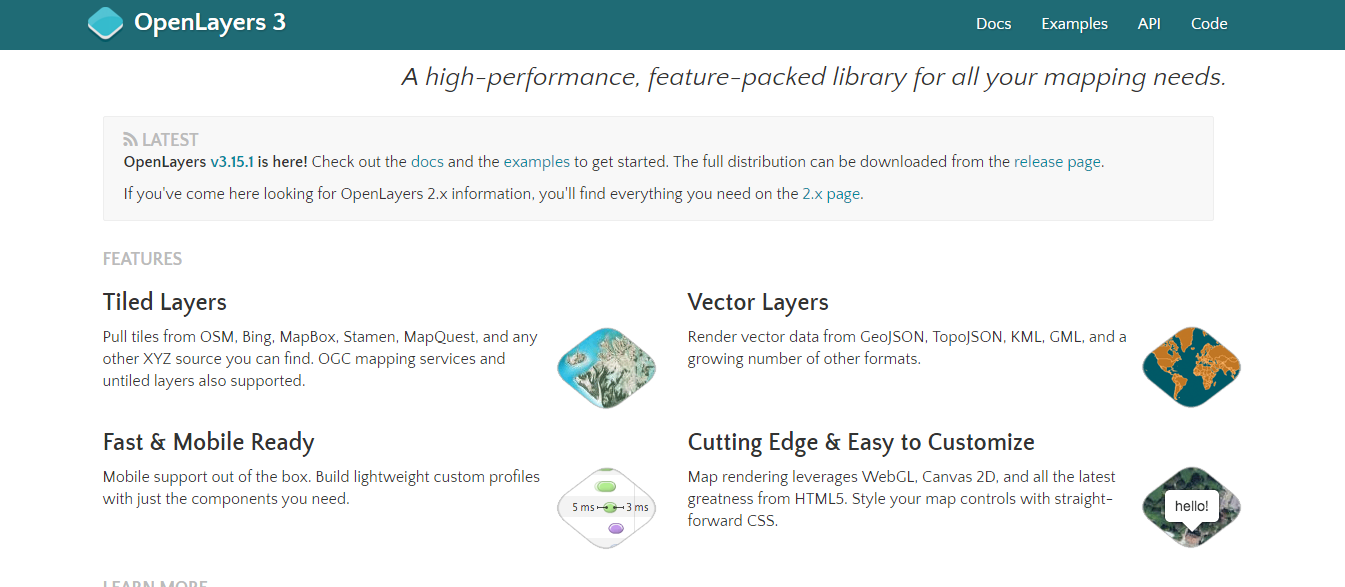 OpenLayers 3
Docs Examples API Code
A high-performance, feature-packed library for all your mapping needs.
LATEST
OpenLayers v3.15.1 is here! Check out the docs and the examples to get started. The full distribution can be downloaded from the release page.
If you've come here looking for OpenLayers 2.x information, you'll find everything you need on the 2.x page.
FEATURES
Tiled Layers
Pull tiles from OSM, Bing, MapBox, Stamen, MapQuest, and any
other XYZ source you can find. OGC mapping services and
untiled layers also supported.
Vector Layers
Render vector data from GeoJSON, TopoJSON, KML, GML, and a
growing number of other formats.
Fast & Mobile Ready
Mobile support out of the box. Build lightweight custom profiles
with just the components you need.
5 ms 3 ms
Cutting Edge & Easy to Customize
Map rendering leverages WebGL, Canvas 2D, and all the latest
greatness from HTML5. Style your map controls with straight-
forward CSS.
hello!
LEARN MORE